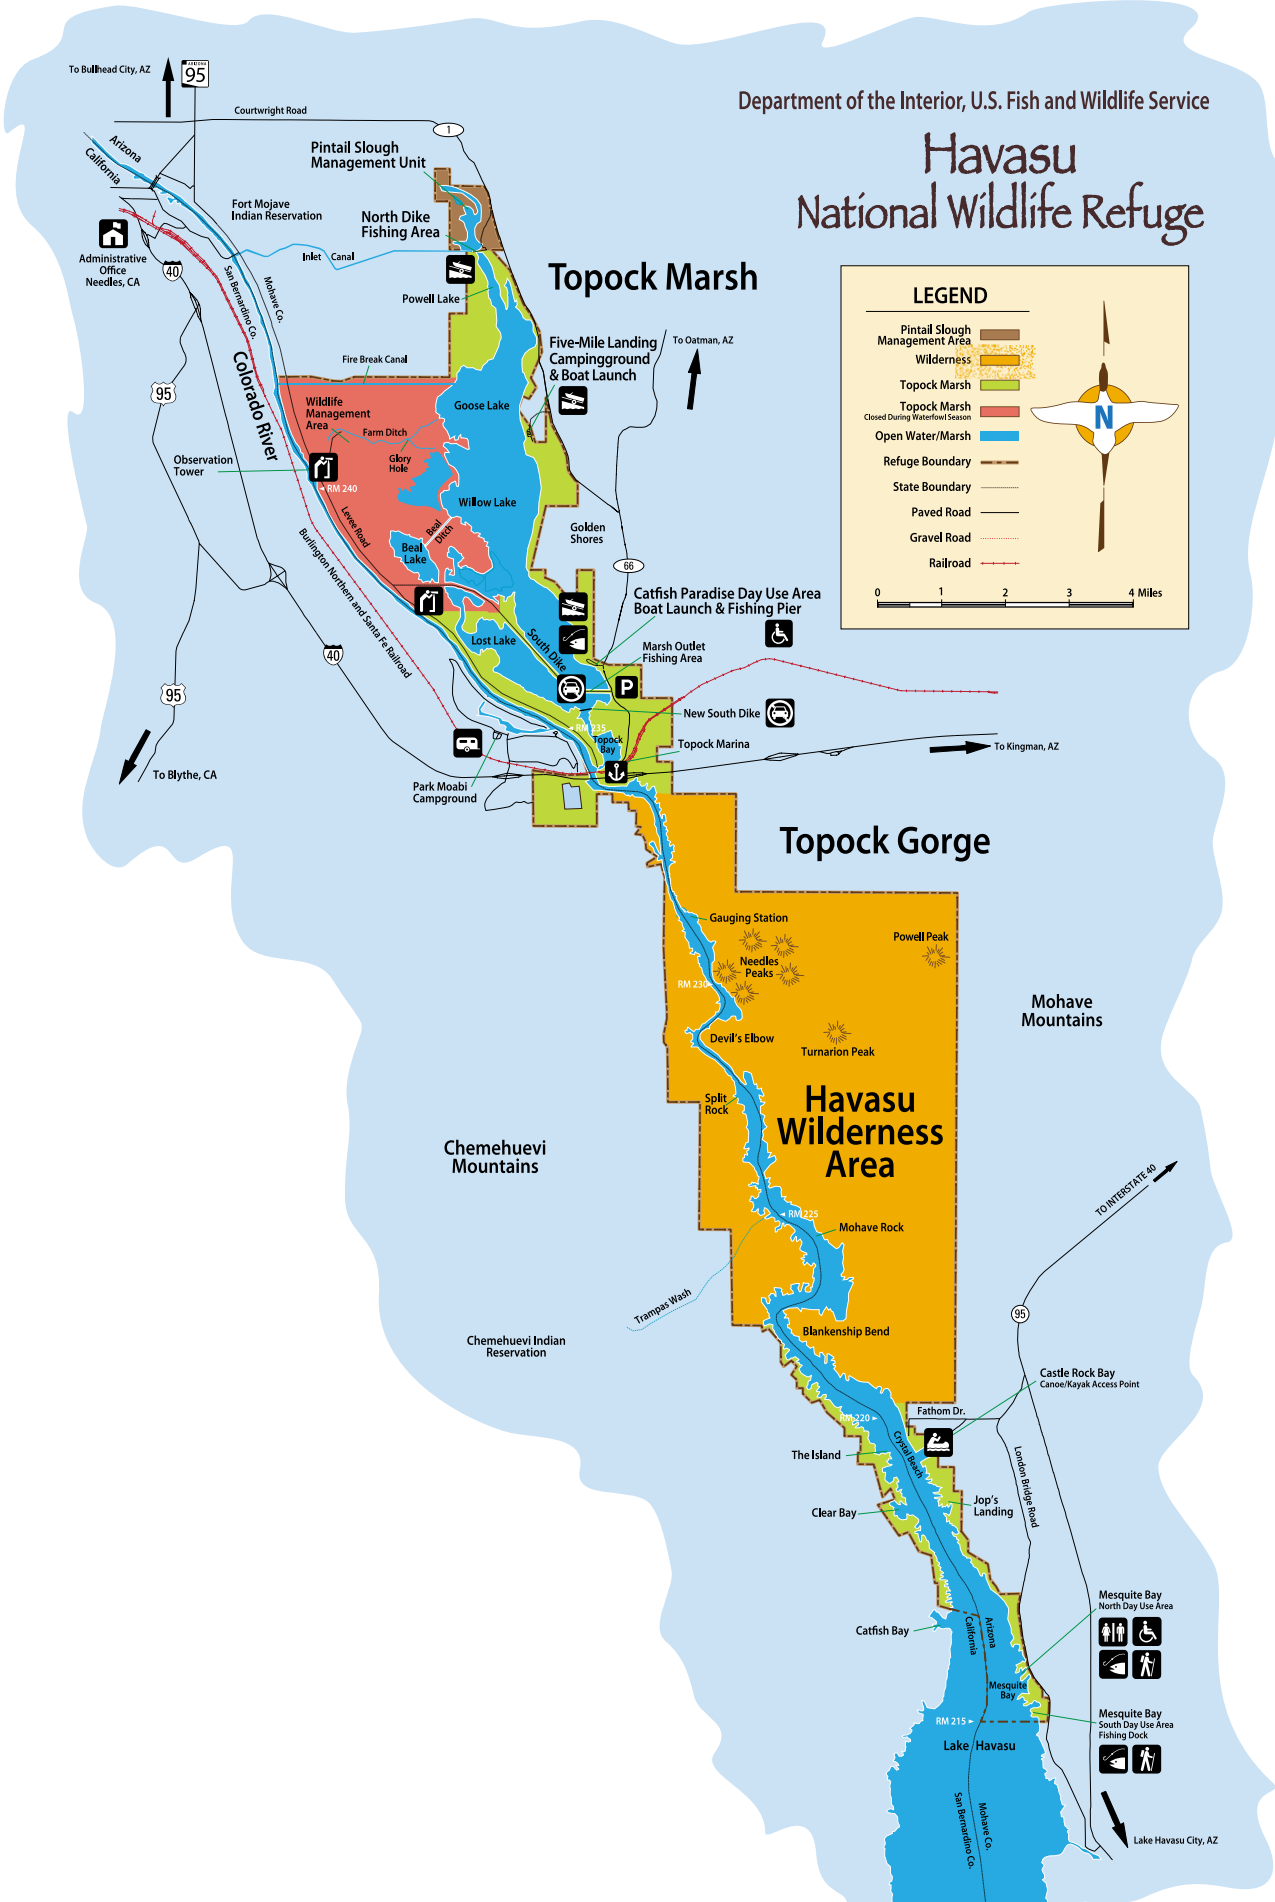 Department of the Interior, U.S. Fish and Wildlife Service
Havasu
National Wildlife Refuge
To Bullhead City, AZ
ARIZONA
95
Courtwright Road
1
Arizona
California
Pintail Slough
Management Unit
Fort Mojave
Indian Reservation
North Dike
Fishing Area
Administrative
Office
Needles, CA
40
Inlet Canal
San Bernardino Co.
Mohave Co.
Powell Lake
Topock Marsh
Fire Break Canal
Five-Mile Landing
Campingground
& Boat Launch
To Oatman, AZ
95
Colorado River
Wildlife
Management
Area
Goose Lake
Farm Ditch
Glory
Hole
Observation
Tower
RM 240
Willow Lake
Levee Road
Beal
Ditch
Beal
Lake
Golden
Shores
66
Burlington Northern and Santa Fe Railroad
Catfish Paradise Day Use Area
Boat Launch & Fishing Pier
Lost Lake
South Dike
Marsh Outlet
Fishing Area
40
95
P
New South Dike
RM 235
Topock
Bay
Topock Marina
To Kingman, AZ
To Blythe, CA
Park Moabi
Campground
LEGEND
Pintail Slough
Management Area
Wilderness
Topock Marsh
Topock Marsh
Closed During Waterfowl Season
Open Water/Marsh
Refuge Boundary
State Boundary
Paved Road
Gravel Road
Railroad
N
0 1 2 3 4 Miles
Topock Gorge
Gauging Station
Powell Peak
Needles
Peaks
RM 230
Mohave
Mountains
Devil's Elbow
Turnarion Peak
Split
Rock
Havasu
Wilderness
Area
Chemehuevi
Mountains
TO INTERSTATE 40
RM 225
Mohave Rock
Trampas Wash
Chemehuevi Indian
Reservation
Blankenship Bend
95
Castle Rock Bay
Canoe/Kayak Access Point
Fathom Dr.
RM 220
Crystal Beach
The Island
London Bridge Road
Jop's
Landing
Clear Bay
Mesquite Bay
North Day Use Area
Catfish Bay
California
Arizona
Mesquite
Bay
RM 215
Mesquite Bay
South Day Use Area
Fishing Dock
Lake Havasu
San Bernardino Co.
Mohave Co.
Lake Havasu City, AZ